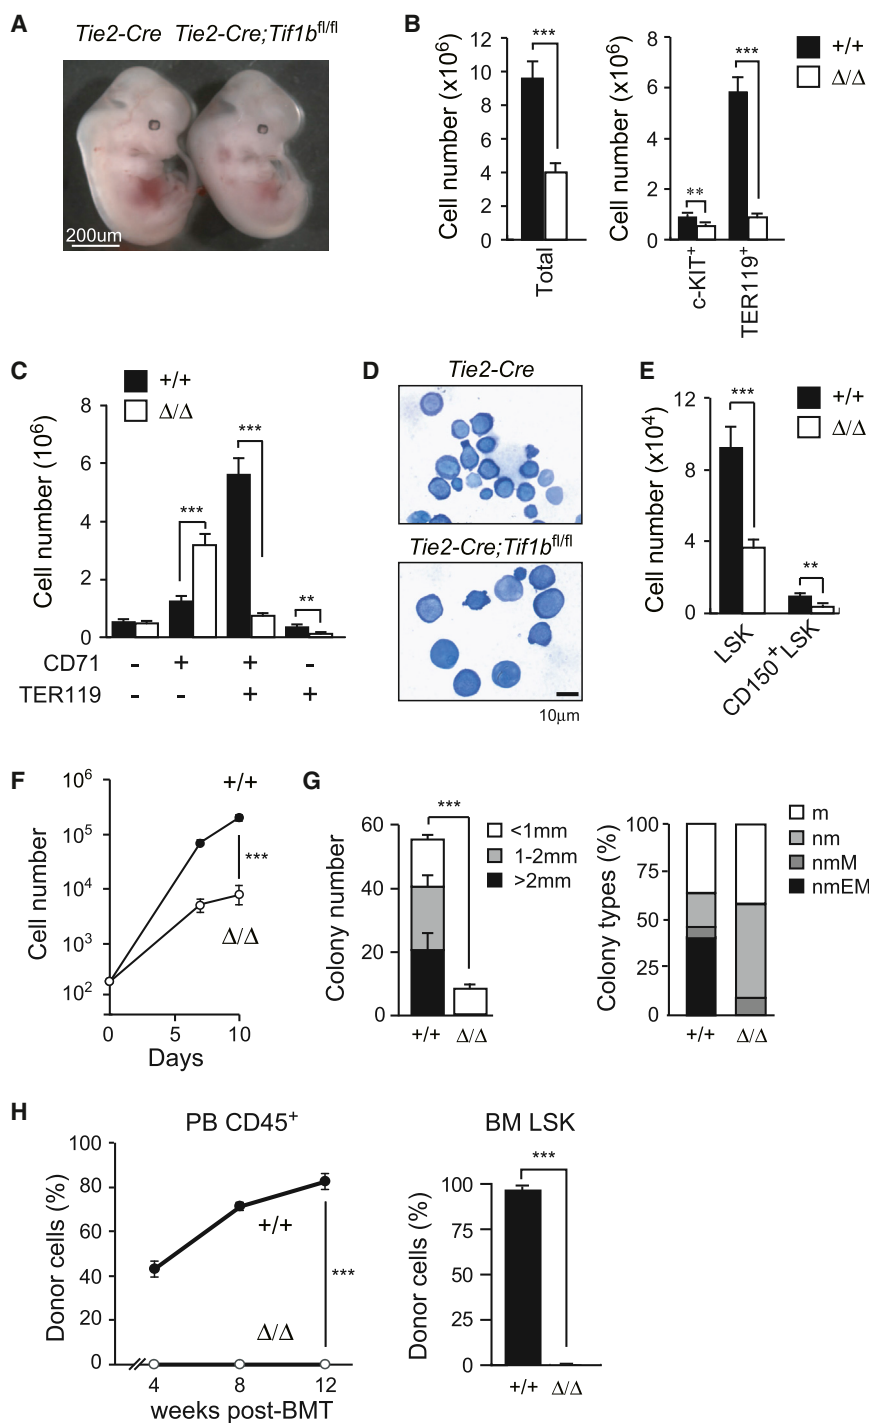 A
Tie2-Cre Tie2-Cre;Tif1b^fl/fl
200um
B
Cell number (x10^6)
12
10
8
6
4
2
0
***
Total
Cell number (x10^6)
8
6
4
2
0
**
***
c-KIT^+
TER119^+
+/+
Δ/Δ
C
+/+
Δ/Δ
Cell number (10^6)
8
6
4
2
0
***
***
**
CD71 - + + -
TER119 - - + +
D
Tie2-Cre
Tie2-Cre;Tif1b^fl/fl
10µm
E
Cell number (x10^4)
12
8
4
0
***
**
LSK
CD150^+LSK
+/+
Δ/Δ
F
Cell number
10^6
10^5
10^4
10^3
10^2
+/+
***
Δ/Δ
0 5 10
Days
G
Colony number
60
40
20
0
***
<1mm
1-2mm
>2mm
+/+ Δ/Δ
Colony types (%)
100
75
50
25
0
m
nm
nmM
nmEM
+/+ Δ/Δ
H
PB CD45^+
Donor cells (%)
100
80
60
40
20
0
+/+
***
Δ/Δ
4 8 12
weeks post-BMT
BM LSK
Donor cells (%)
100
75
50
25
0
***
+/+ Δ/Δ